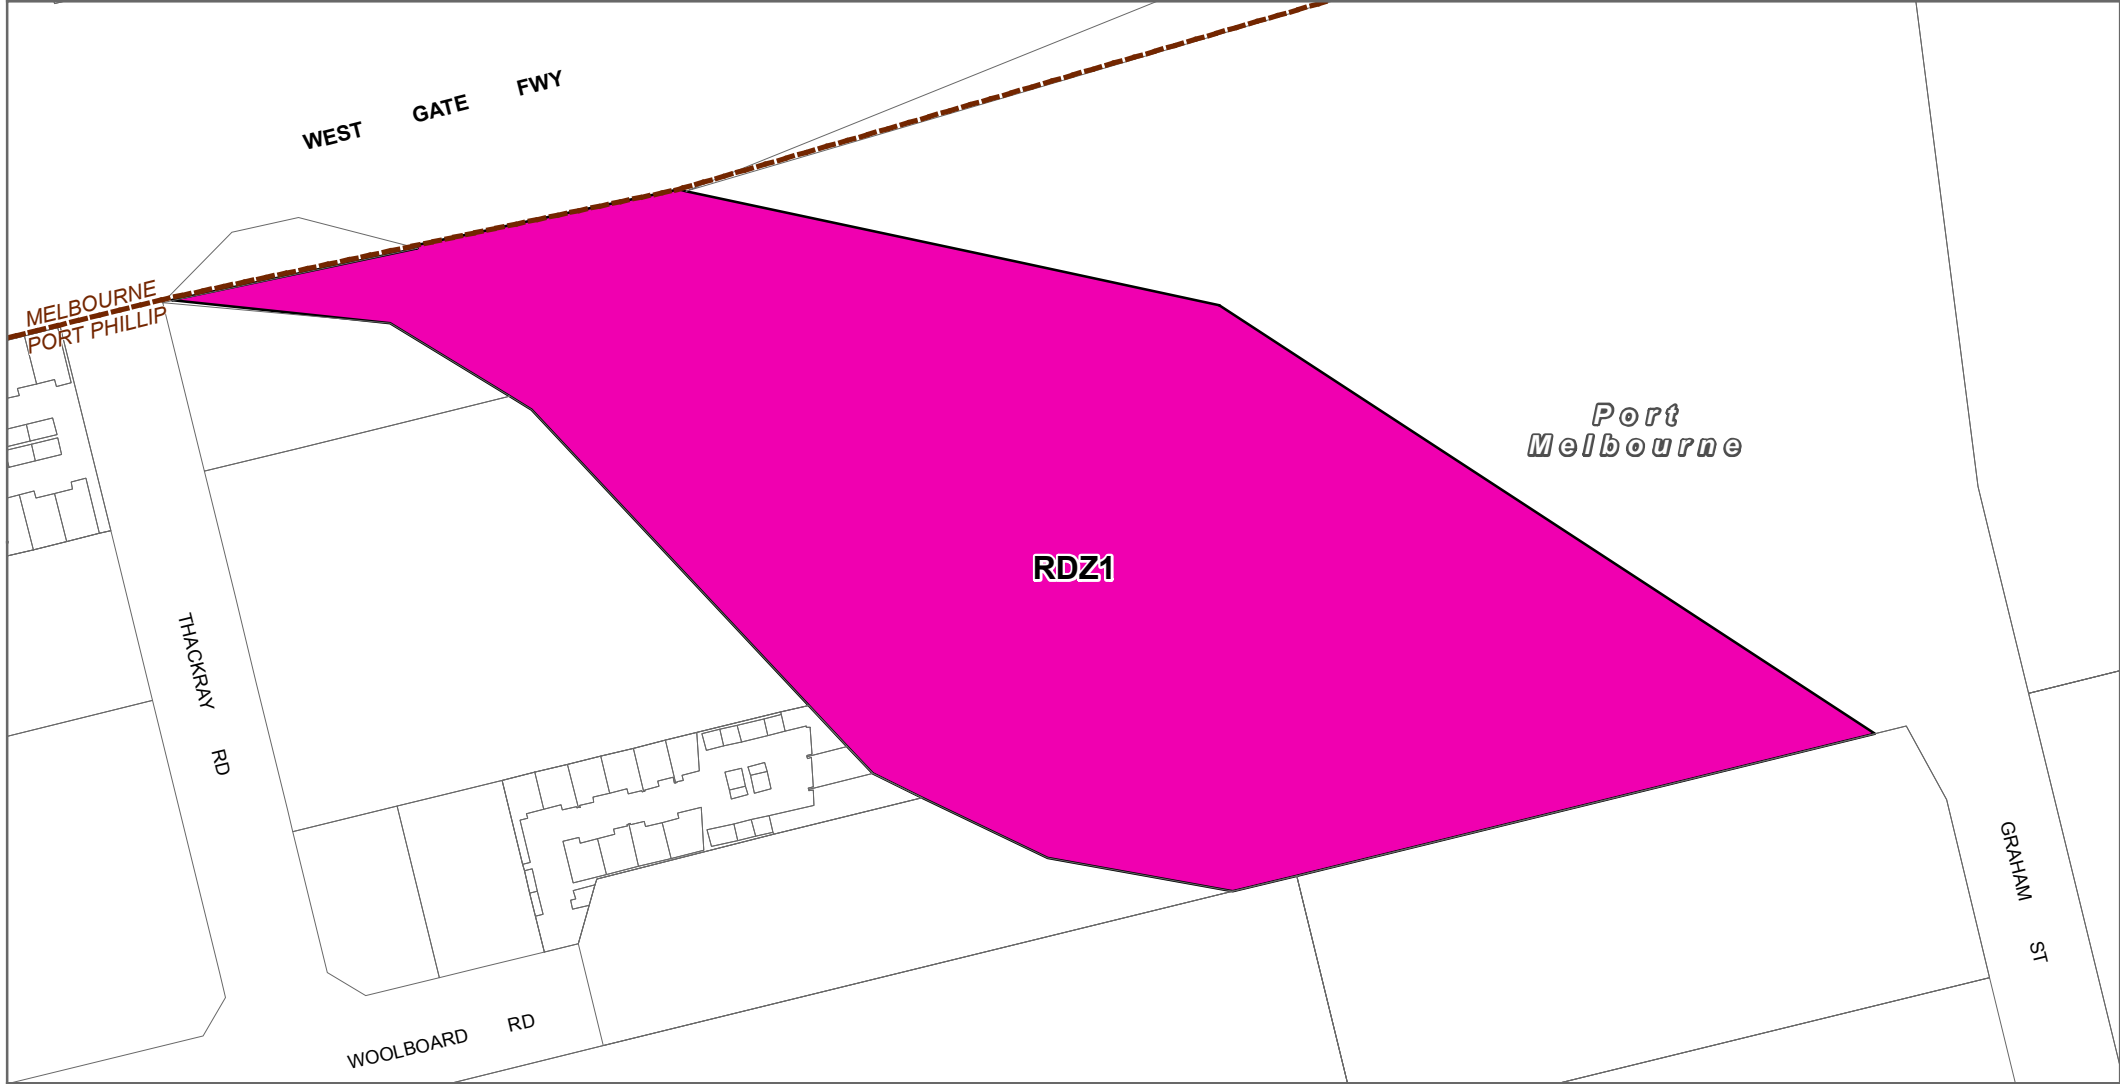 WEST GATE FWY
MELBOURNE
PORT PHILLIP
Port
Melbourne
RDZ1
THACKRAY RD
GRAHAM ST
WOOLBOARD RD